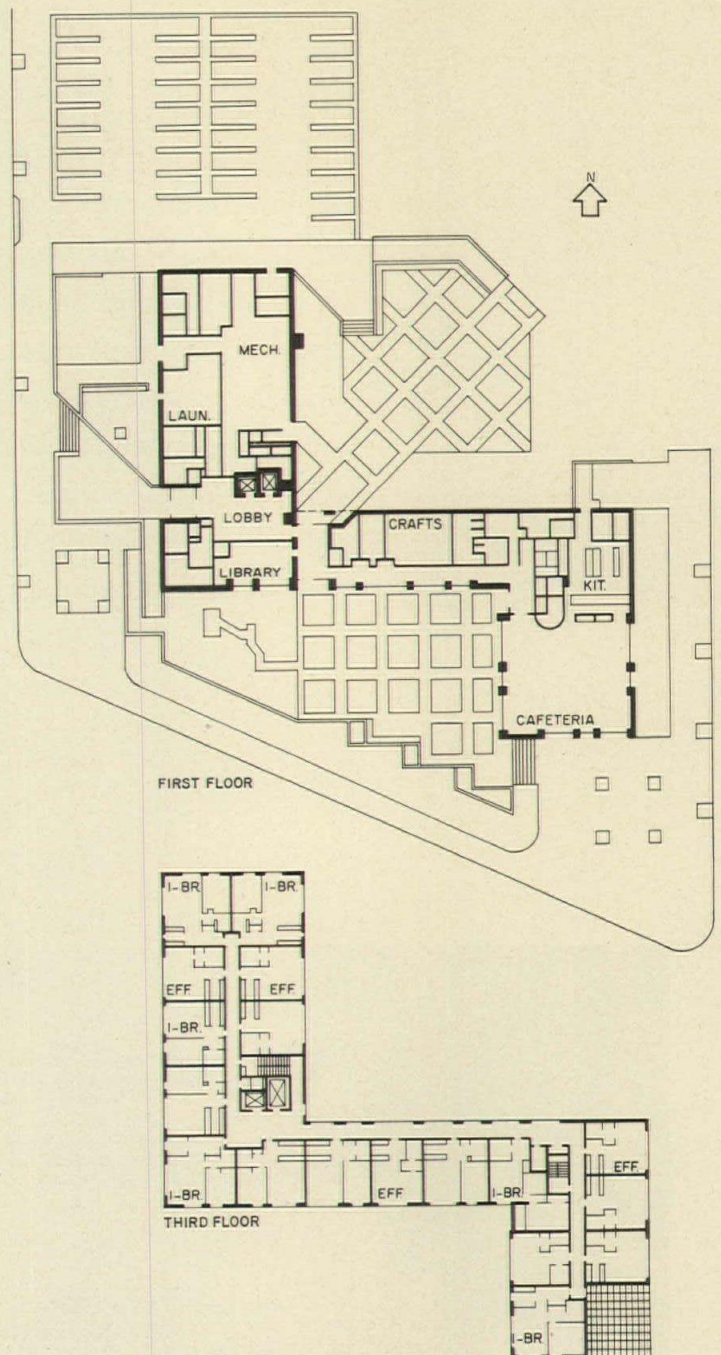 N
MECH.
LAUN.
LOBBY
CRAFTS
LIBRARY
KIT.
CAFETERIA
FIRST FLOOR
1-BR. 1-BR.
EFF. EFF.
1-BR.
EFF.
1-BR. EFF. 1-BR.
THIRD FLOOR
1-BR.